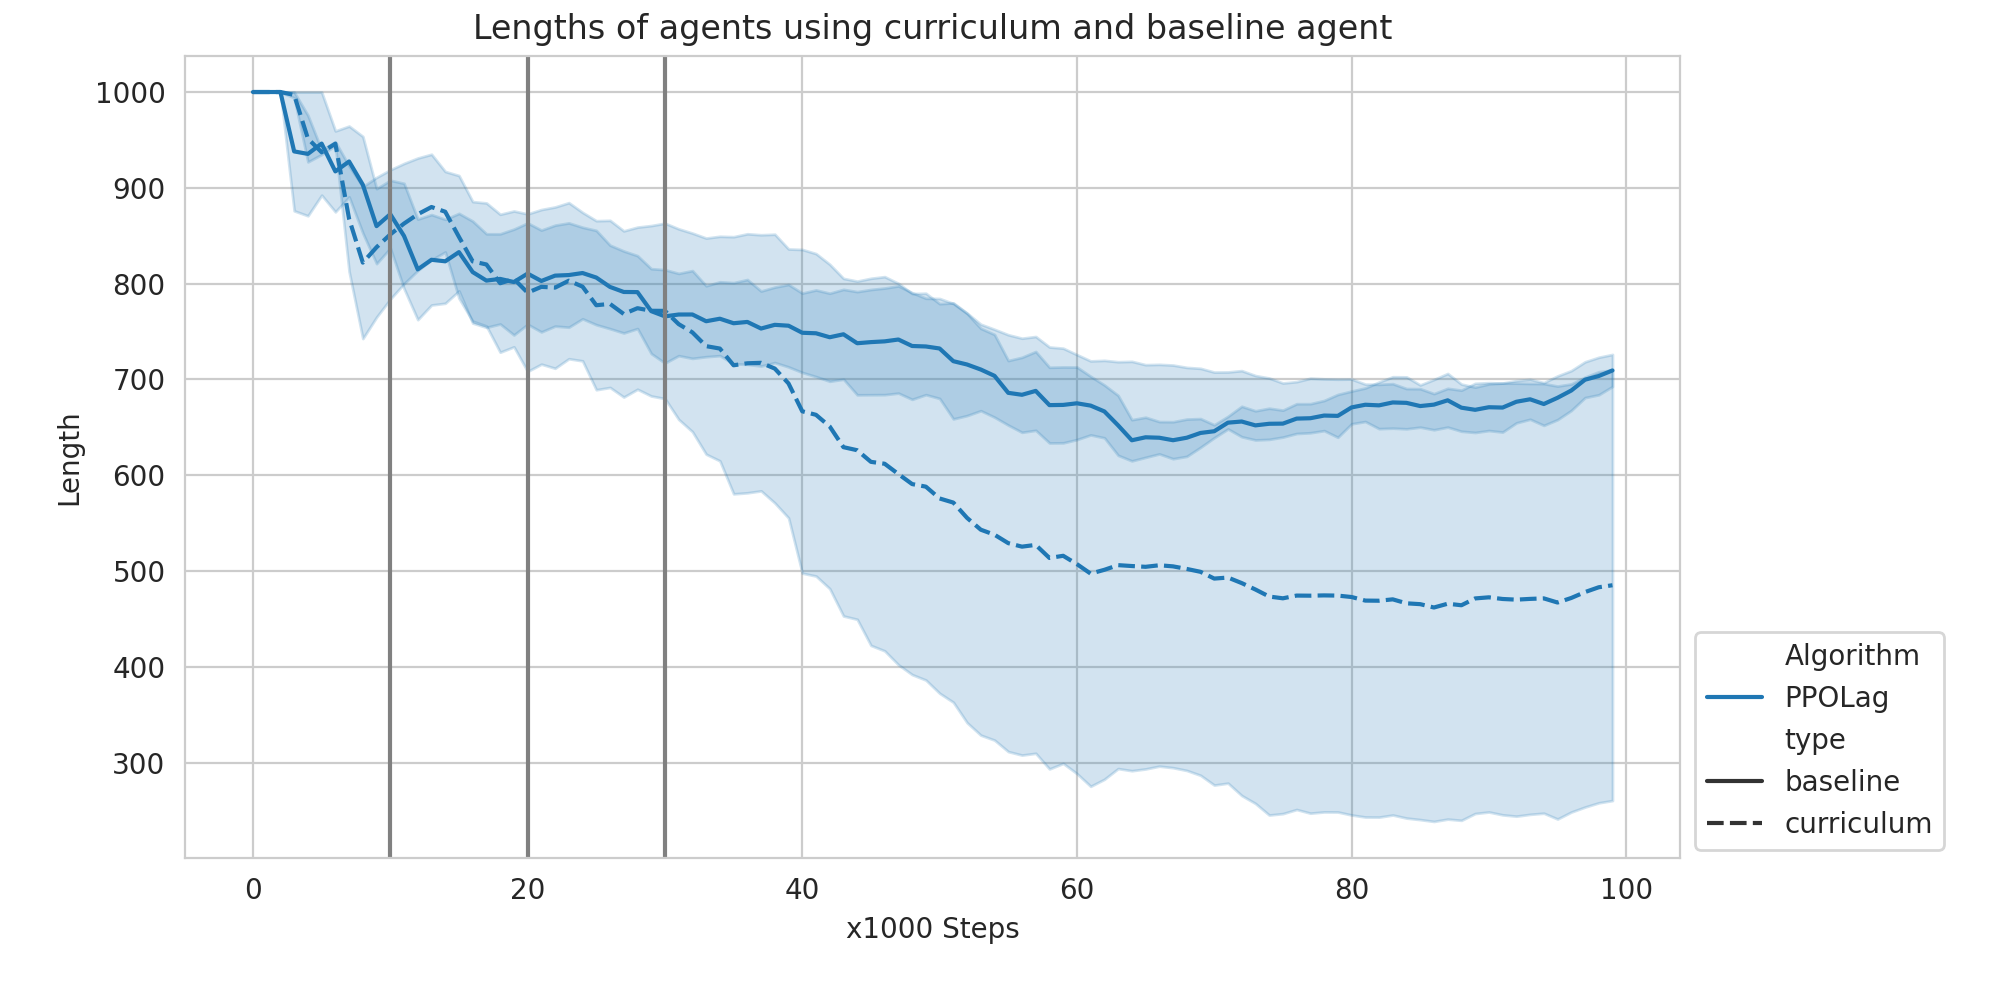 Lengths of agents using curriculum and baseline agent
1000
900
800
700
600
500
400
300
Length
0 20 40 60 80 100
x1000 Steps
Algorithm
PPOLag
type
baseline
curriculum